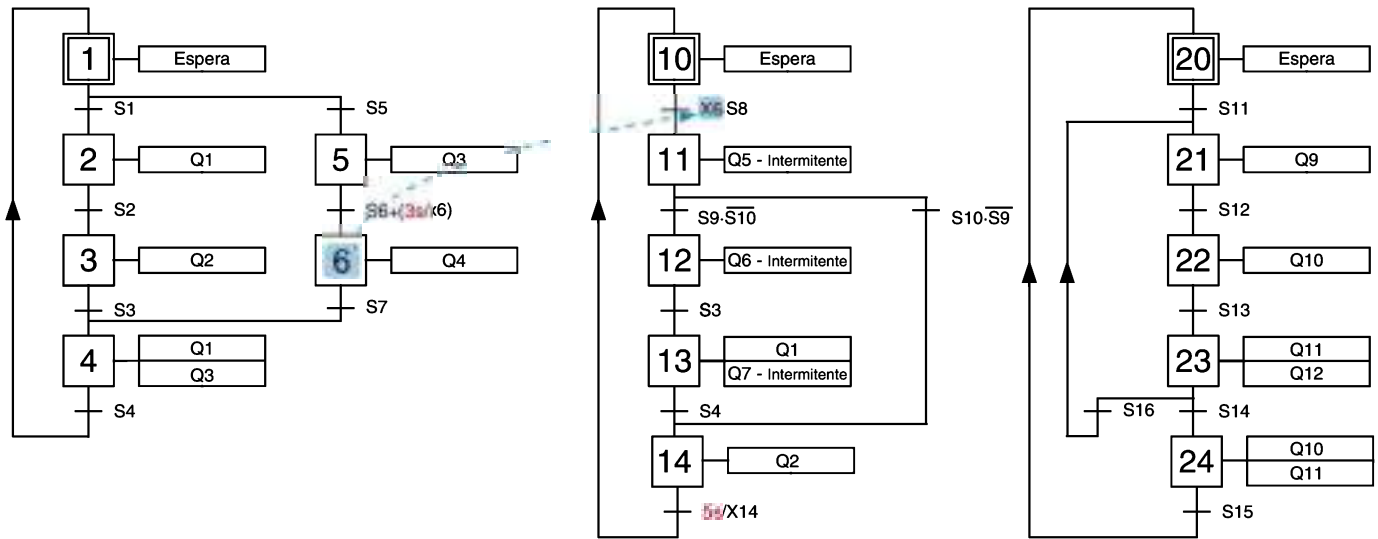 1 Espera
S1 S5
2 Q1 5 Q3
S2 S6+(3s/x6)
3 Q2 6 Q4
S3 S7
4 Q1
Q3
S4
10 Espera
X6 S8
11 Q5 - Intermitente
S9·S̅1̅0̅ S10·S̅9̅
12 Q6 - Intermitente
S3
13 Q1
Q7 - Intermitente
S4
14 Q2
5s/X14
20 Espera
S11
21 Q9
S12
22 Q10
S13
23 Q11
Q12
S16 S14
24 Q10
Q11
S15